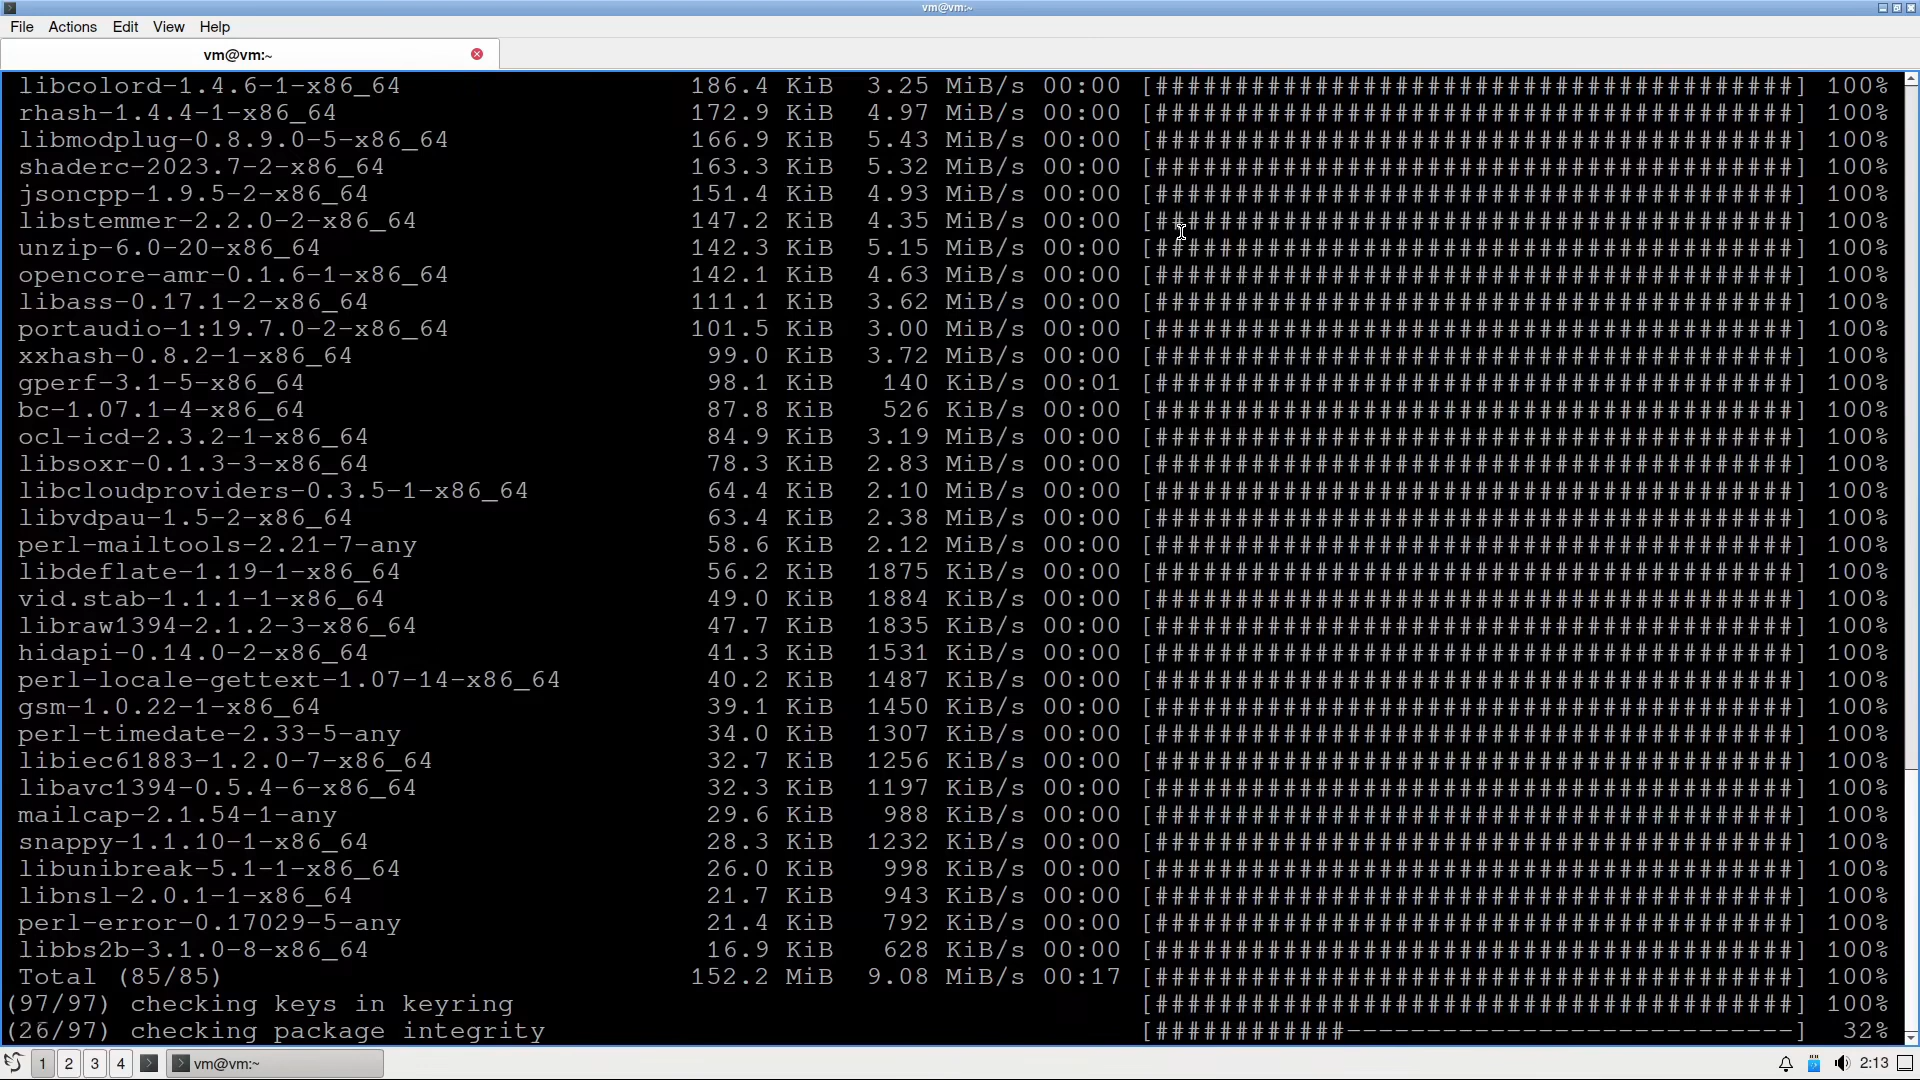 vm@vm:~
File Actions Edit View Help
vm@vm:~
libcolord-1.4.6-1-x86_64 186.4 KiB 3.25 MiB/s 00:00 [########################################] 100%
rhash-1.4.4-1-x86_64 172.9 KiB 4.97 MiB/s 00:00 [########################################] 100%
libmodplug-0.8.9.0-5-x86_64 166.9 KiB 5.43 MiB/s 00:00 [########################################] 100%
shaderc-2023.7-2-x86_64 163.3 KiB 5.32 MiB/s 00:00 [########################################] 100%
jsoncpp-1.9.5-2-x86_64 151.4 KiB 4.93 MiB/s 00:00 [########################################] 100%
libstemmer-2.2.0-2-x86_64 147.2 KiB 4.35 MiB/s 00:00 [########################################] 100%
unzip-6.0-20-x86_64 142.3 KiB 5.15 MiB/s 00:00 [########################################] 100%
opencore-amr-0.1.6-1-x86_64 142.1 KiB 4.63 MiB/s 00:00 [########################################] 100%
libass-0.17.1-2-x86_64 111.1 KiB 3.62 MiB/s 00:00 [########################################] 100%
portaudio-1:19.7.0-2-x86_64 101.5 KiB 3.00 MiB/s 00:00 [########################################] 100%
xxhash-0.8.2-1-x86_64 99.0 KiB 3.72 MiB/s 00:00 [########################################] 100%
gperf-3.1-5-x86_64 98.1 KiB 140 KiB/s 00:01 [########################################] 100%
bc-1.07.1-4-x86_64 87.8 KiB 526 KiB/s 00:00 [########################################] 100%
ocl-icd-2.3.2-1-x86_64 84.9 KiB 3.19 MiB/s 00:00 [########################################] 100%
libsoxr-0.1.3-3-x86_64 78.3 KiB 2.83 MiB/s 00:00 [########################################] 100%
libcloudproviders-0.3.5-1-x86_64 64.4 KiB 2.10 MiB/s 00:00 [########################################] 100%
libvdpau-1.5-2-x86_64 63.4 KiB 2.38 MiB/s 00:00 [########################################] 100%
perl-mailtools-2.21-7-any 58.6 KiB 2.12 MiB/s 00:00 [########################################] 100%
libdeflate-1.19-1-x86_64 56.2 KiB 1875 KiB/s 00:00 [########################################] 100%
vid.stab-1.1.1-1-x86_64 49.0 KiB 1884 KiB/s 00:00 [########################################] 100%
libraw1394-2.1.2-3-x86_64 47.7 KiB 1835 KiB/s 00:00 [########################################] 100%
hidapi-0.14.0-2-x86_64 41.3 KiB 1531 KiB/s 00:00 [########################################] 100%
perl-locale-gettext-1.07-14-x86_64 40.2 KiB 1487 KiB/s 00:00 [########################################] 100%
gsm-1.0.22-1-x86_64 39.1 KiB 1450 KiB/s 00:00 [########################################] 100%
perl-timedate-2.33-5-any 34.0 KiB 1307 KiB/s 00:00 [########################################] 100%
libiec61883-1.2.0-7-x86_64 32.7 KiB 1256 KiB/s 00:00 [########################################] 100%
libavc1394-0.5.4-6-x86_64 32.3 KiB 1197 KiB/s 00:00 [########################################] 100%
mailcap-2.1.54-1-any 29.6 KiB 988 KiB/s 00:00 [########################################] 100%
snappy-1.1.10-1-x86_64 28.3 KiB 1232 KiB/s 00:00 [########################################] 100%
libunibreak-5.1-1-x86_64 26.0 KiB 998 KiB/s 00:00 [########################################] 100%
libnsl-2.0.1-1-x86_64 21.7 KiB 943 KiB/s 00:00 [########################################] 100%
perl-error-0.17029-5-any 21.4 KiB 792 KiB/s 00:00 [########################################] 100%
libbs2b-3.1.0-8-x86_64 16.9 KiB 628 KiB/s 00:00 [########################################] 100%
Total (85/85) 152.2 MiB 9.08 MiB/s 00:17 [########################################] 100%
(97/97) checking keys in keyring [########################################] 100%
(26/97) checking package integrity [############----------------------------] 32%
1 2 3 4 vm@vm:~ 2:13